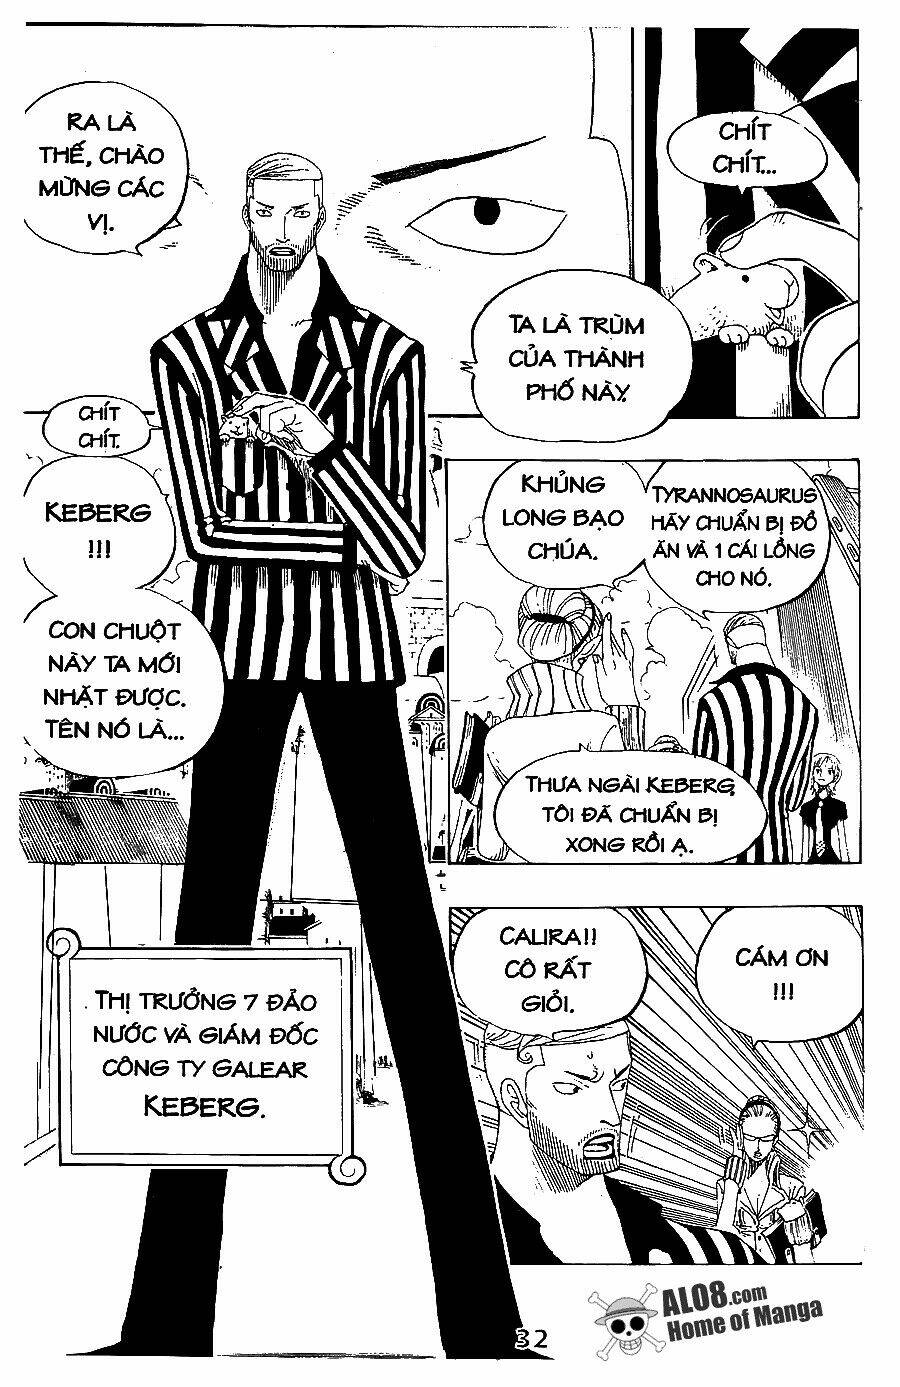 RA LÀ
THẾ, CHÀO
MỪNG CÁC
VỊ.
CHÍT
CHÍT...
TA LÀ TRÙM
CỦA THÀNH
PHỐ NÀY.
CHÍT
CHÍT.
KEBERG
!!!
CON CHUỘT
NÀY TA MỚI
NHẶT ĐƯỢC.
TÊN NÓ LÀ...
KHỦNG
LONG BẠO
CHÚA.
TYRANNOSAURUS
HÃY CHUẨN BỊ ĐỒ
ĂN VÀ 1 CÁI LỒNG
CHO NÓ.
THƯA NGÀI KEBERG,
TÔI ĐÃ CHUẨN BỊ
XONG RỒI Ạ.
THỊ TRƯỞNG 7 ĐẢO
NƯỚC VÀ GIÁM ĐỐC
CÔNG TY GALEAR
KEBERG.
CALIRA!!
CÔ RẤT
GIỎI.
CÁM ƠN
!!!
32
ALO8.com
Home of Manga